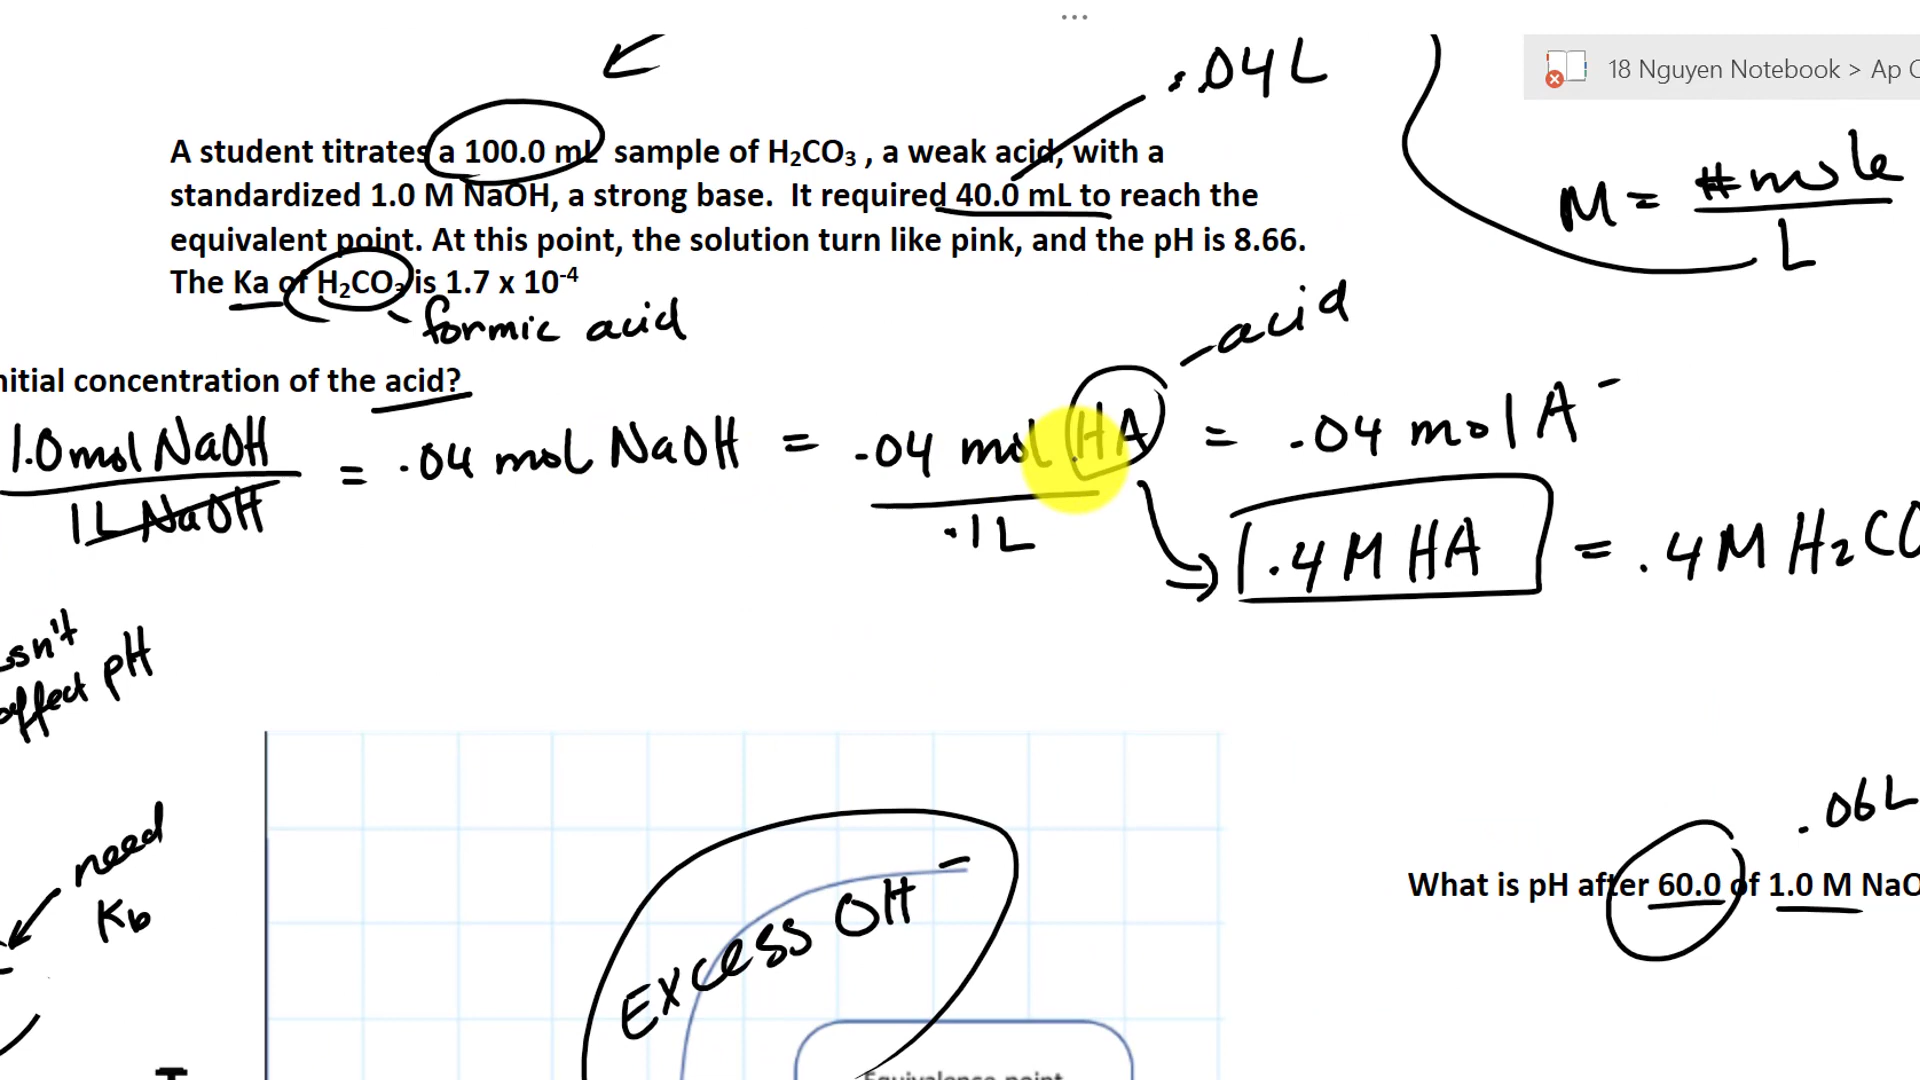 .04L
18 Nguyen Notebook > Ap C
A student titrates a 100.0 mL sample of H₂CO₃ , a weak acid, with a
standardized 1.0 M NaOH, a strong base. It required 40.0 mL to reach the
equivalent point. At this point, the solution turn like pink, and the pH is 8.66.
The Ka of H₂CO₃ is 1.7 x 10⁻⁴
M = #mole / L
formic acid
-acid
nitial concentration of the acid?
1.0mol NaOH / 1L NaOH = .04 mol NaOH = .04 mol HA / .1L = .04 mol A⁻
.4 M HA = .4M H₂CO
sn't
affect pH
need
Kb
.06L
What is pH after 60.0 of 1.0 M NaO
Excess OH⁻
Equivalence point